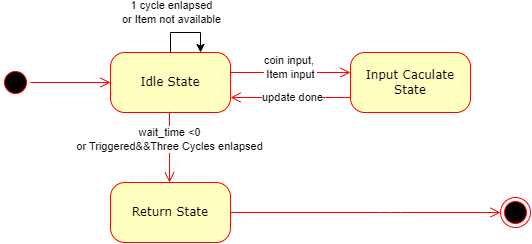 1 cycle enlapsed
or Item not available
Idle State
coin input,
Item input
update done
Input Caculate
State
wait_time <0
or Triggered&&Three Cycles enlapsed
Return State